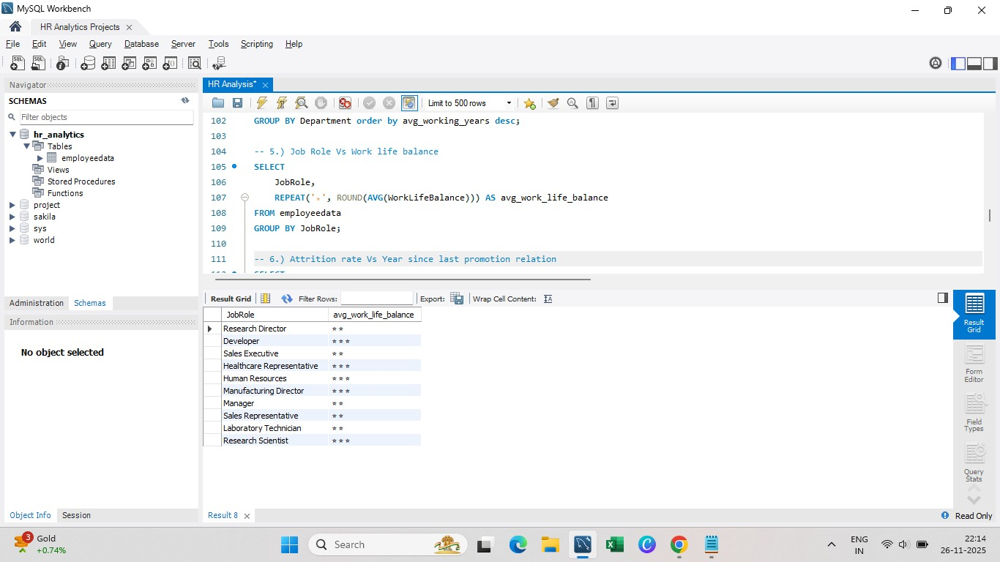 MySQL Workbench
HR Analytics Projects
File Edit View Query Database Server Tools Scripting Help
Navigator
SCHEMAS
Filter objects
hr_analytics
Tables
employeedata
Views
Stored Procedures
Functions
project
sakila
sys
world
Administration Schemas
Information
No object selected
Object Info Session
HR Analysis*
Limit to 500 rows
102 GROUP BY Department order by avg_working_years desc;
103
104 -- 5.) Job Role Vs Work life balance
105 SELECT
106 JobRole,
107 REPEAT('⭐', ROUND(AVG(WorkLifeBalance))) AS avg_work_life_balance
108 FROM employeedata
109 GROUP BY JobRole;
110
111 -- 6.) Attrition rate Vs Year since last promotion relation
Result Grid Filter Rows: Export: Wrap Cell Content:
JobRole avg_work_life_balance
Research Director ⭐⭐
Developer ⭐⭐⭐
Sales Executive ⭐⭐
Healthcare Representative ⭐⭐⭐
Human Resources ⭐⭐⭐
Manufacturing Director ⭐⭐⭐
Manager ⭐⭐
Sales Representative ⭐⭐
Laboratory Technician ⭐⭐
Research Scientist ⭐⭐⭐
Result Grid
Form Editor
Field Types
Query Stats
Result 8
Read Only
3
Gold
+0.74%
Search
ENG
IN
22:14
26-11-2025